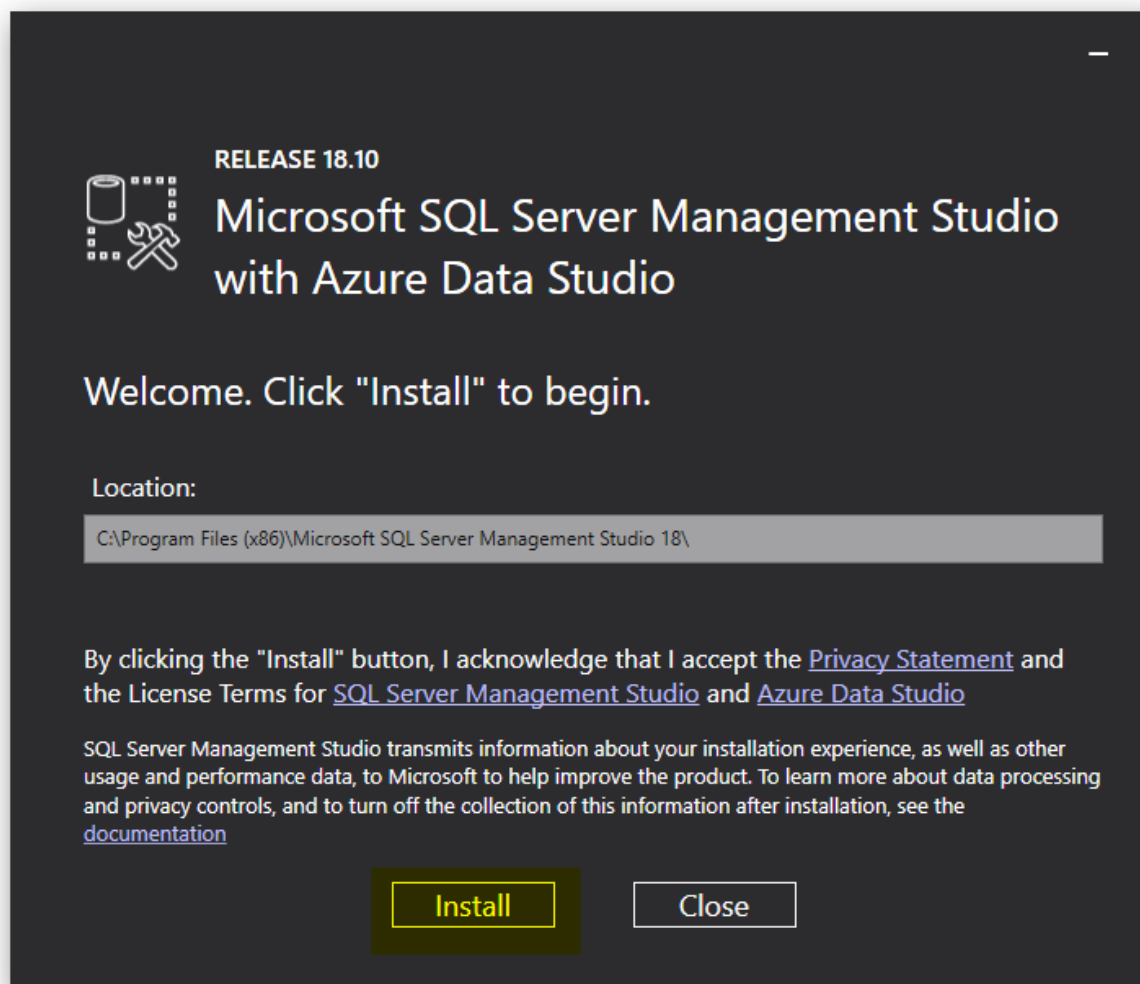 RELEASE 18.10
Microsoft SQL Server Management Studio
with Azure Data Studio
Welcome. Click "Install" to begin.
Location:
C:\Program Files (x86)\Microsoft SQL Server Management Studio 18\
By clicking the "Install" button, I acknowledge that I accept the Privacy Statement and
the License Terms for SQL Server Management Studio and Azure Data Studio
SQL Server Management Studio transmits information about your installation experience, as well as other
usage and performance data, to Microsoft to help improve the product. To learn more about data processing
and privacy controls, and to turn off the collection of this information after installation, see the
documentation
Install Close